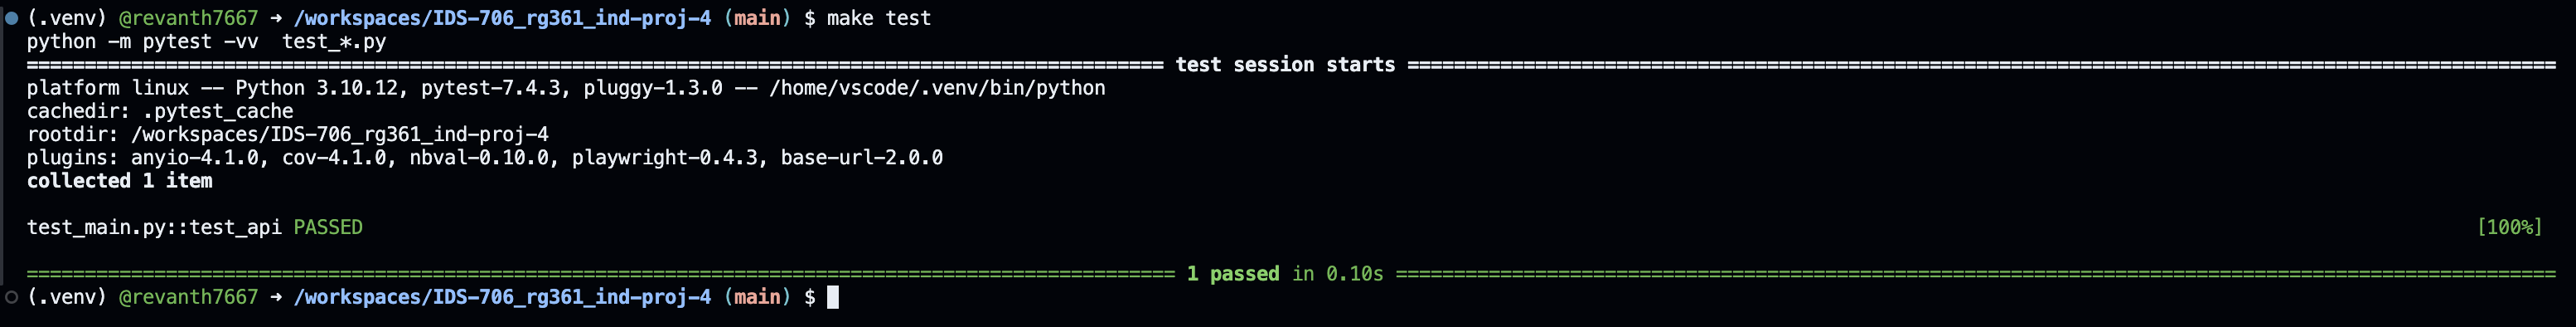 (.venv) @revanth7667 → /workspaces/IDS-706_rg361_ind-proj-4 (main) $ make test
python -m pytest -vv  test_*.py
================================================================================================== test session starts ===================================================================================================
platform linux -- Python 3.10.12, pytest-7.4.3, pluggy-1.3.0 -- /home/vscode/.venv/bin/python
cachedir: .pytest_cache
rootdir: /workspaces/IDS-706_rg361_ind-proj-4
plugins: anyio-4.1.0, cov-4.1.0, nbval-0.10.0, playwright-0.4.3, base-url-2.0.0
collected 1 item
test_main.py::test_api PASSED [100%]
=================================================================================================== 1 passed in 0.10s ====================================================================================================
(.venv) @revanth7667 → /workspaces/IDS-706_rg361_ind-proj-4 (main) $